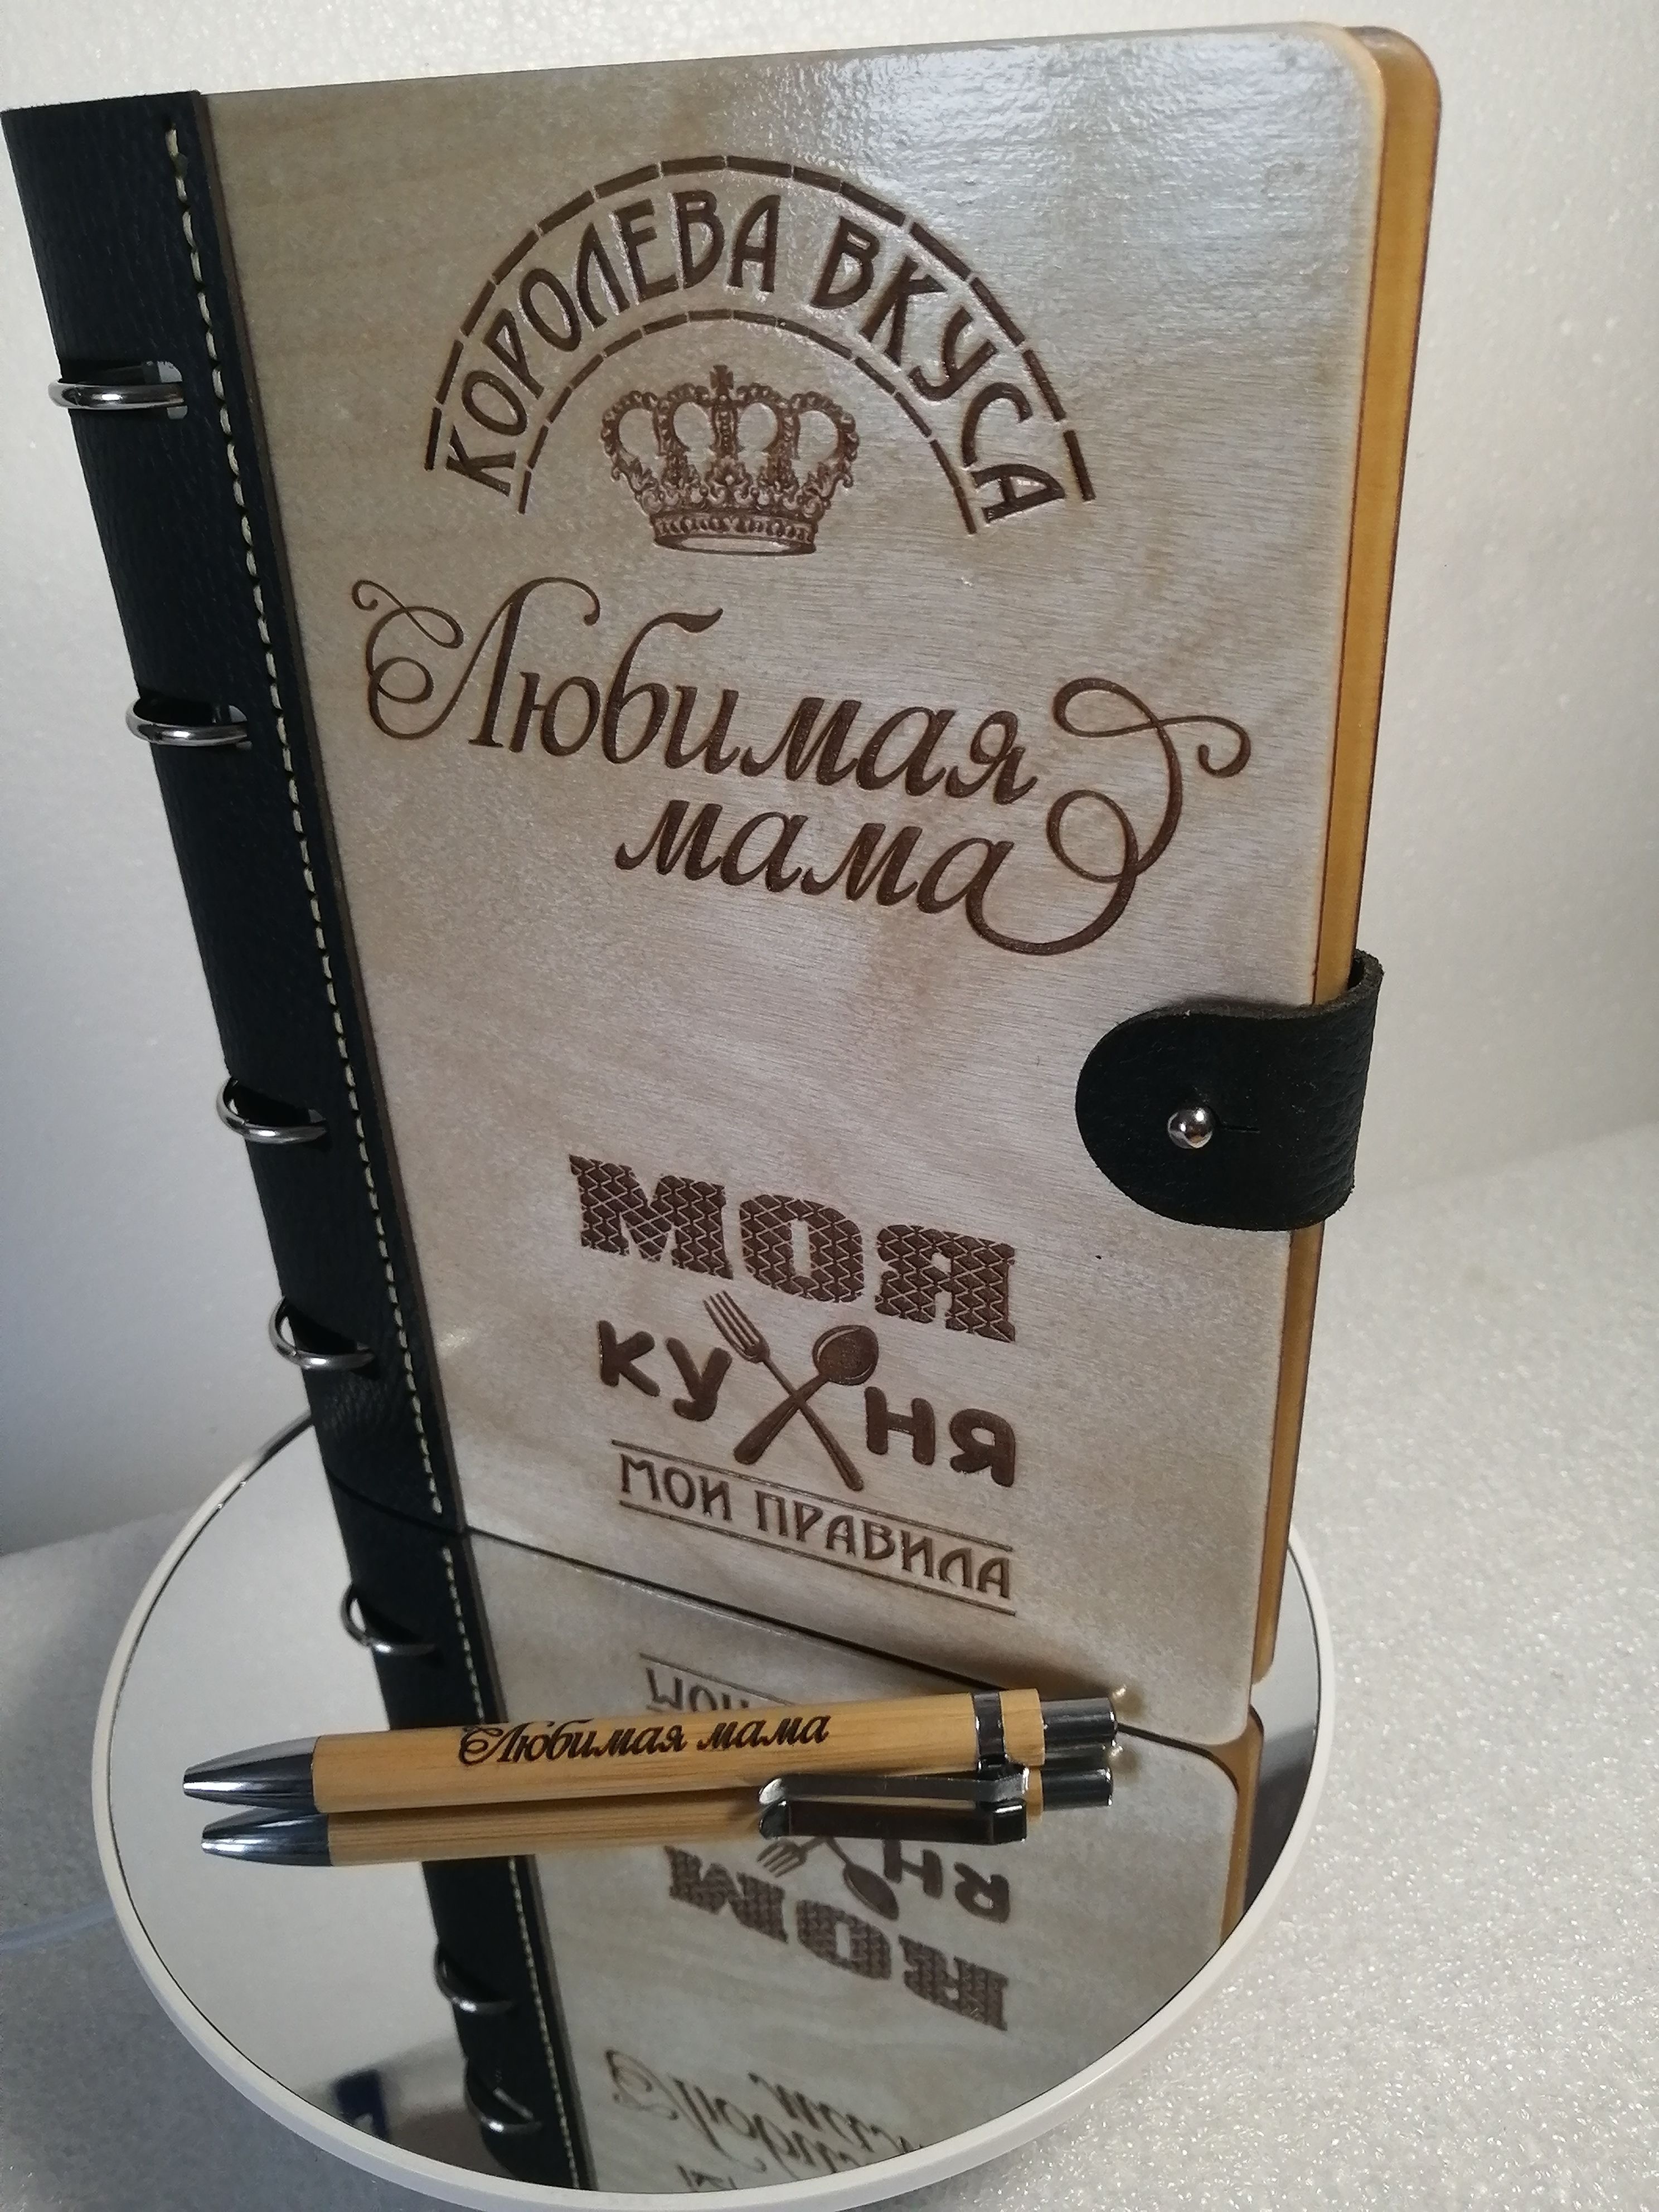 КОРОЛЕВА ВКУСА
Любимая
мама
МОЯ
КУХНЯ
МОИ ПРАВИЛА
Любимая мама